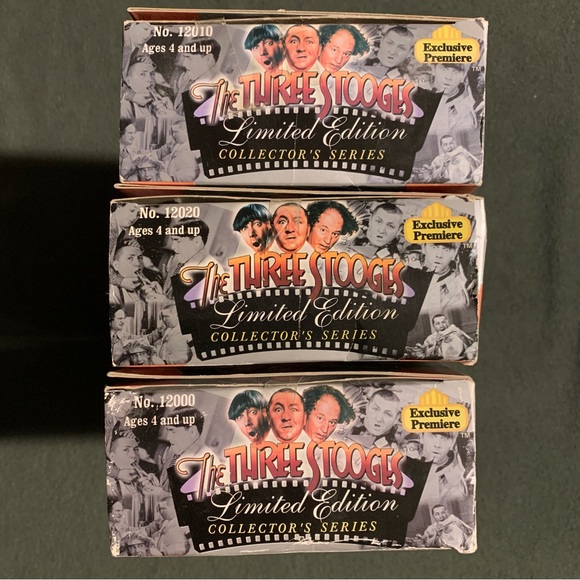 No. 12010
Ages 4 and up
Exclusive
Premiere
TM
The THREE STOOGES
Limited Edition
COLLECTOR'S SERIES
No. 12020
Ages 4 and up
Exclusive
Premiere
TM
The THREE STOOGES
Limited Edition
COLLECTOR'S SERIES
No. 12000
Ages 4 and up
Exclusive
Premiere
TM
The THREE STOOGES
Limited Edition
COLLECTOR'S SERIES